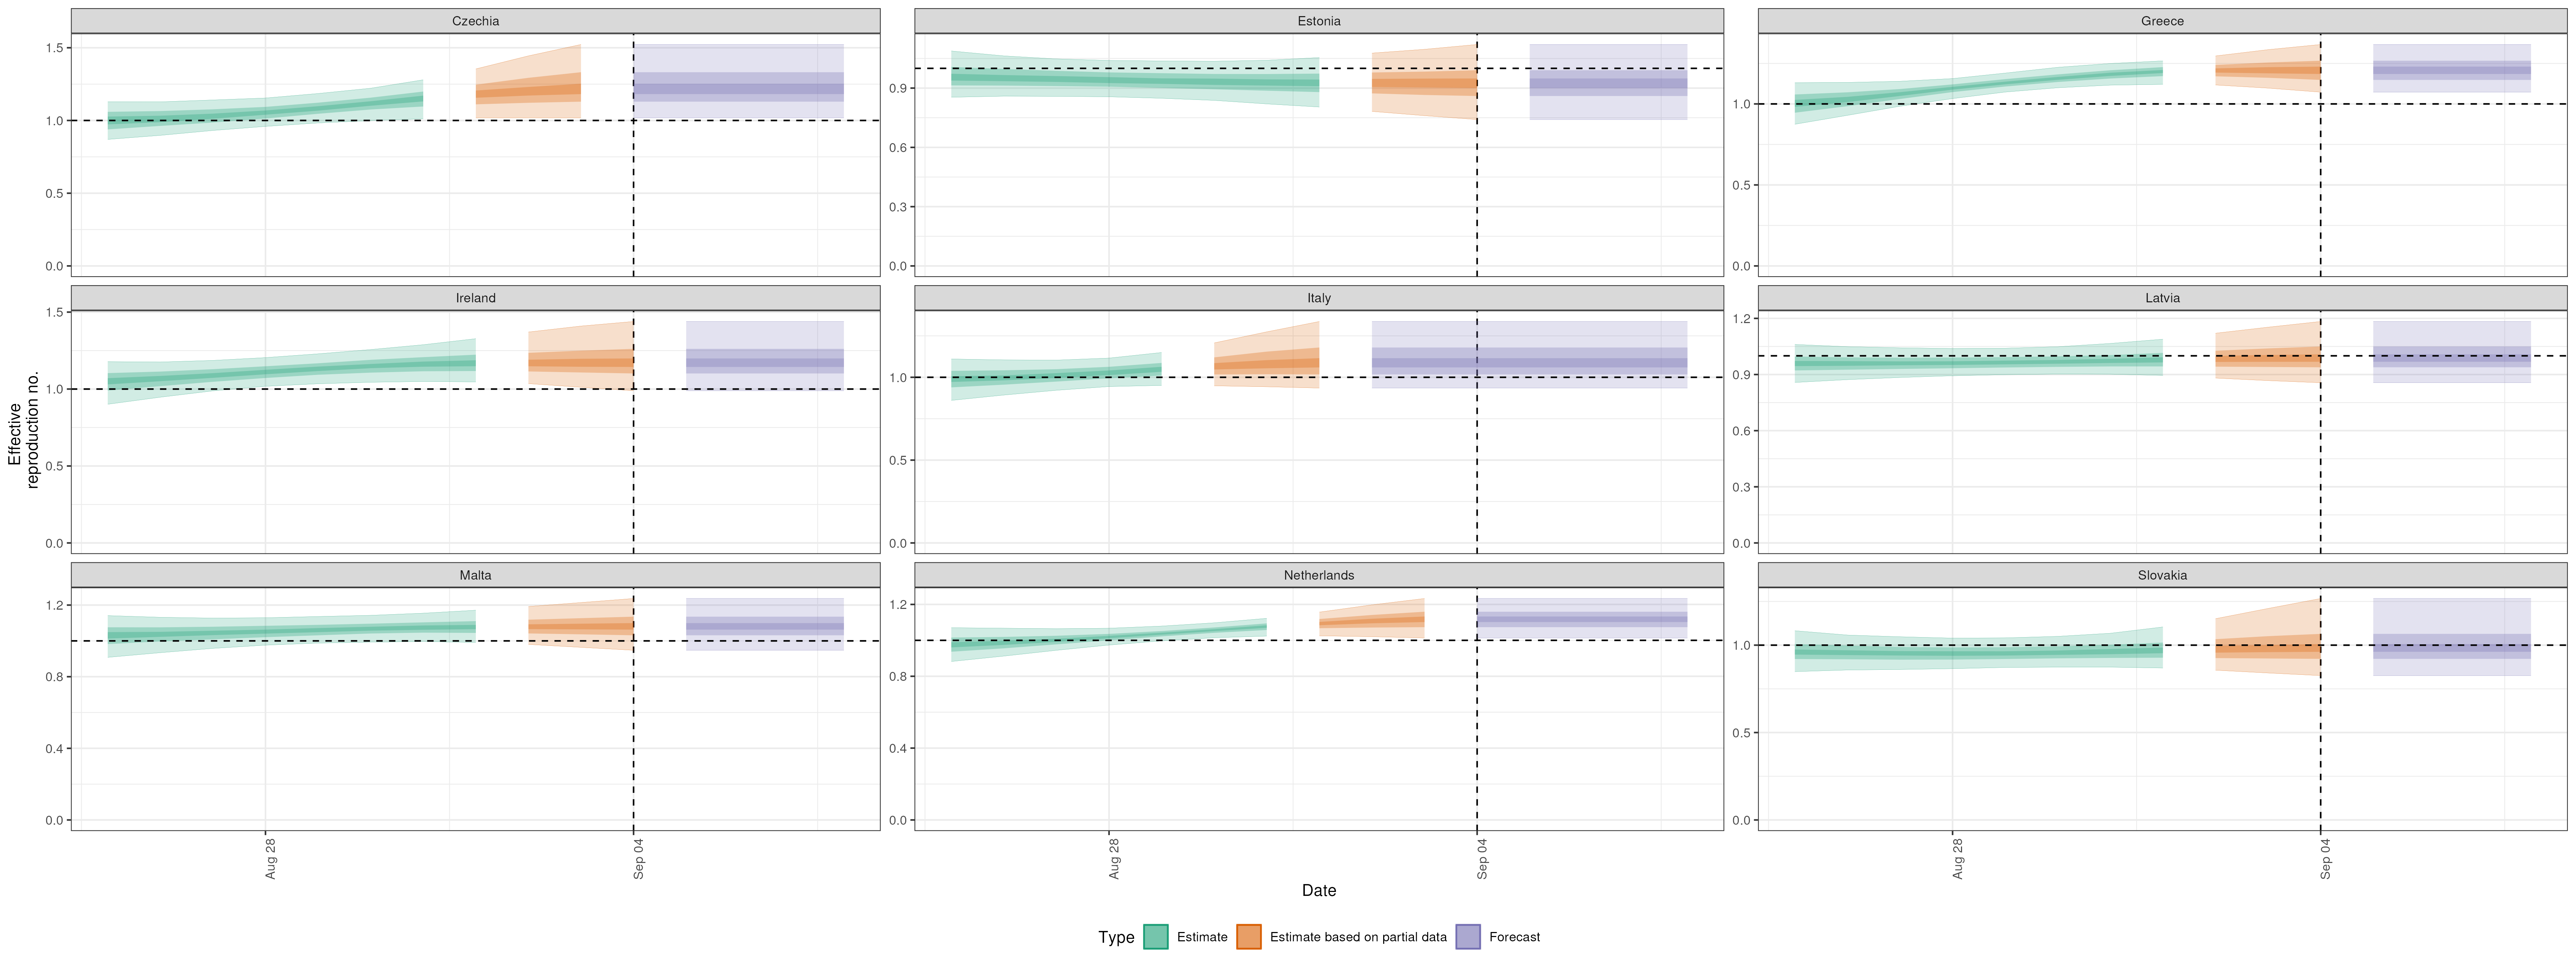 Czechia
Estonia
Greece
1.5
1.0
0.5
0.0
0.9
0.6
0.3
0.0
1.0
0.5
0.0
Ireland
Italy
Latvia
1.5
1.0
0.5
0.0
1.0
0.5
0.0
1.2
0.9
0.6
0.3
0.0
Effective
reproduction no.
Malta
Netherlands
Slovakia
1.2
0.8
0.4
0.0
1.2
0.8
0.4
0.0
1.0
0.5
0.0
Aug 28
Sep 04
Aug 28
Sep 04
Aug 28
Sep 04
Date
Type Estimate Estimate based on partial data Forecast